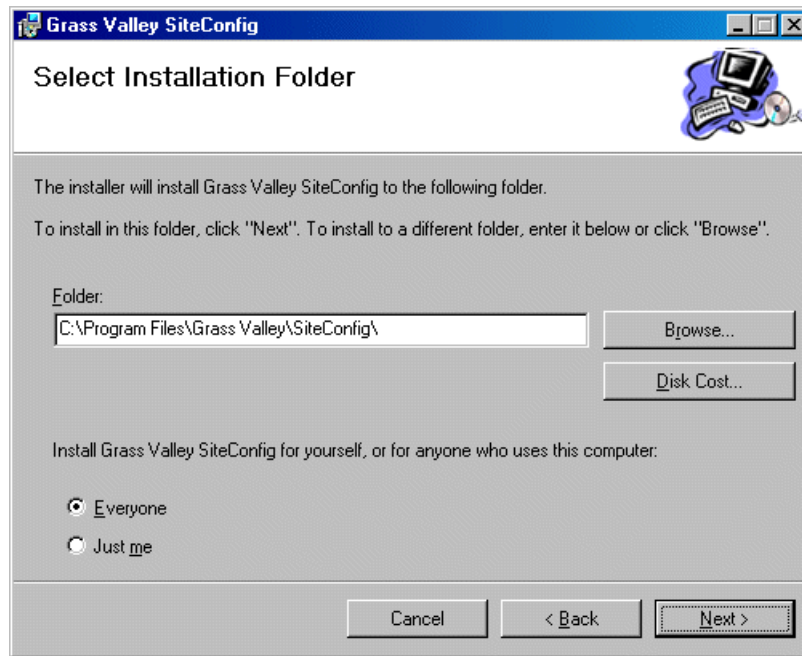 Grass Valley SiteConfig
Select Installation Folder
The installer will install Grass Valley SiteConfig to the following folder.
To install in this folder, click "Next". To install to a different folder, enter it below or click "Browse".
Folder:
C:\Program Files\Grass Valley\SiteConfig\
Browse...
Disk Cost...
Install Grass Valley SiteConfig for yourself, or for anyone who uses this computer:
Everyone
Just me
Cancel
< Back
Next >